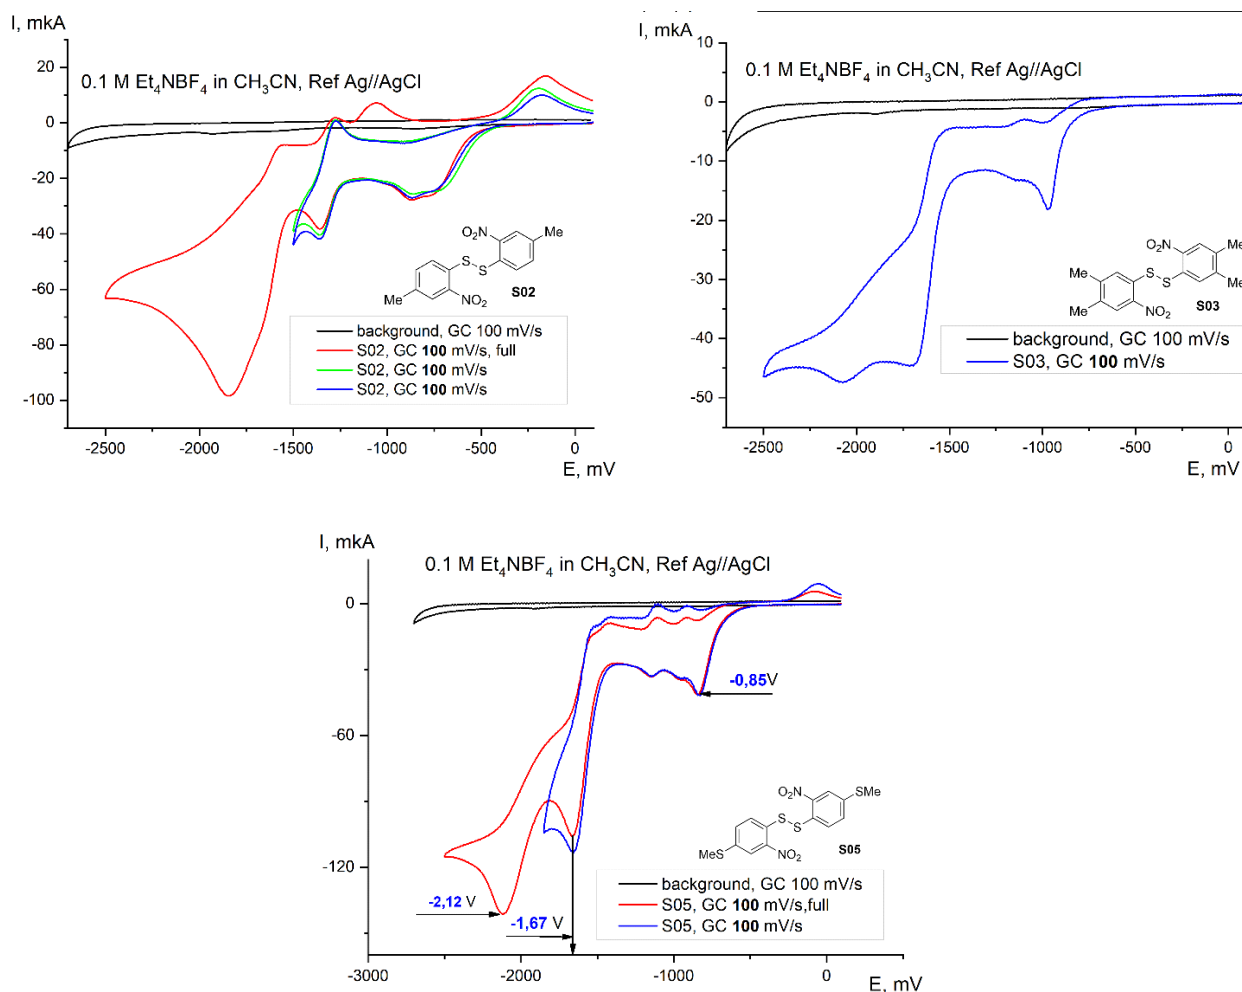 I, mkA
0.1 M Et₄NBF₄ in CH₃CN, Ref Ag//AgCl
20
0
-20
-40
-60
-80
-100
NO₂
Me
S
S
Me
NO₂
S02
background, GC 100 mV/s
S02, GC 100 mV/s, full
S02, GC 100 mV/s
S02, GC 100 mV/s
-2500
-2000
-1500
-1000
-500
0
E, mV
I, mkA
10
0.1 M Et₄NBF₄ in CH₃CN, Ref Ag//AgCl
0
-10
-20
-30
-40
-50
NO₂
Me
Me
S
S
Me
Me
NO₂
S03
background, GC 100 mV/s
S03, GC 100 mV/s
-2500
-2000
-1500
-1000
-500
0
E, mV
I, mkA
0.1 M Et₄NBF₄ in CH₃CN, Ref Ag//AgCl
0
-60
-120
-0,85V
NO₂
SMe
S
S
MeS
NO₂
S05
background, GC 100 mV/s
S05, GC 100 mV/s,full
S05, GC 100 mV/s
-2,12 V
-1,67 V
-3000
-2000
-1000
0
E, mV